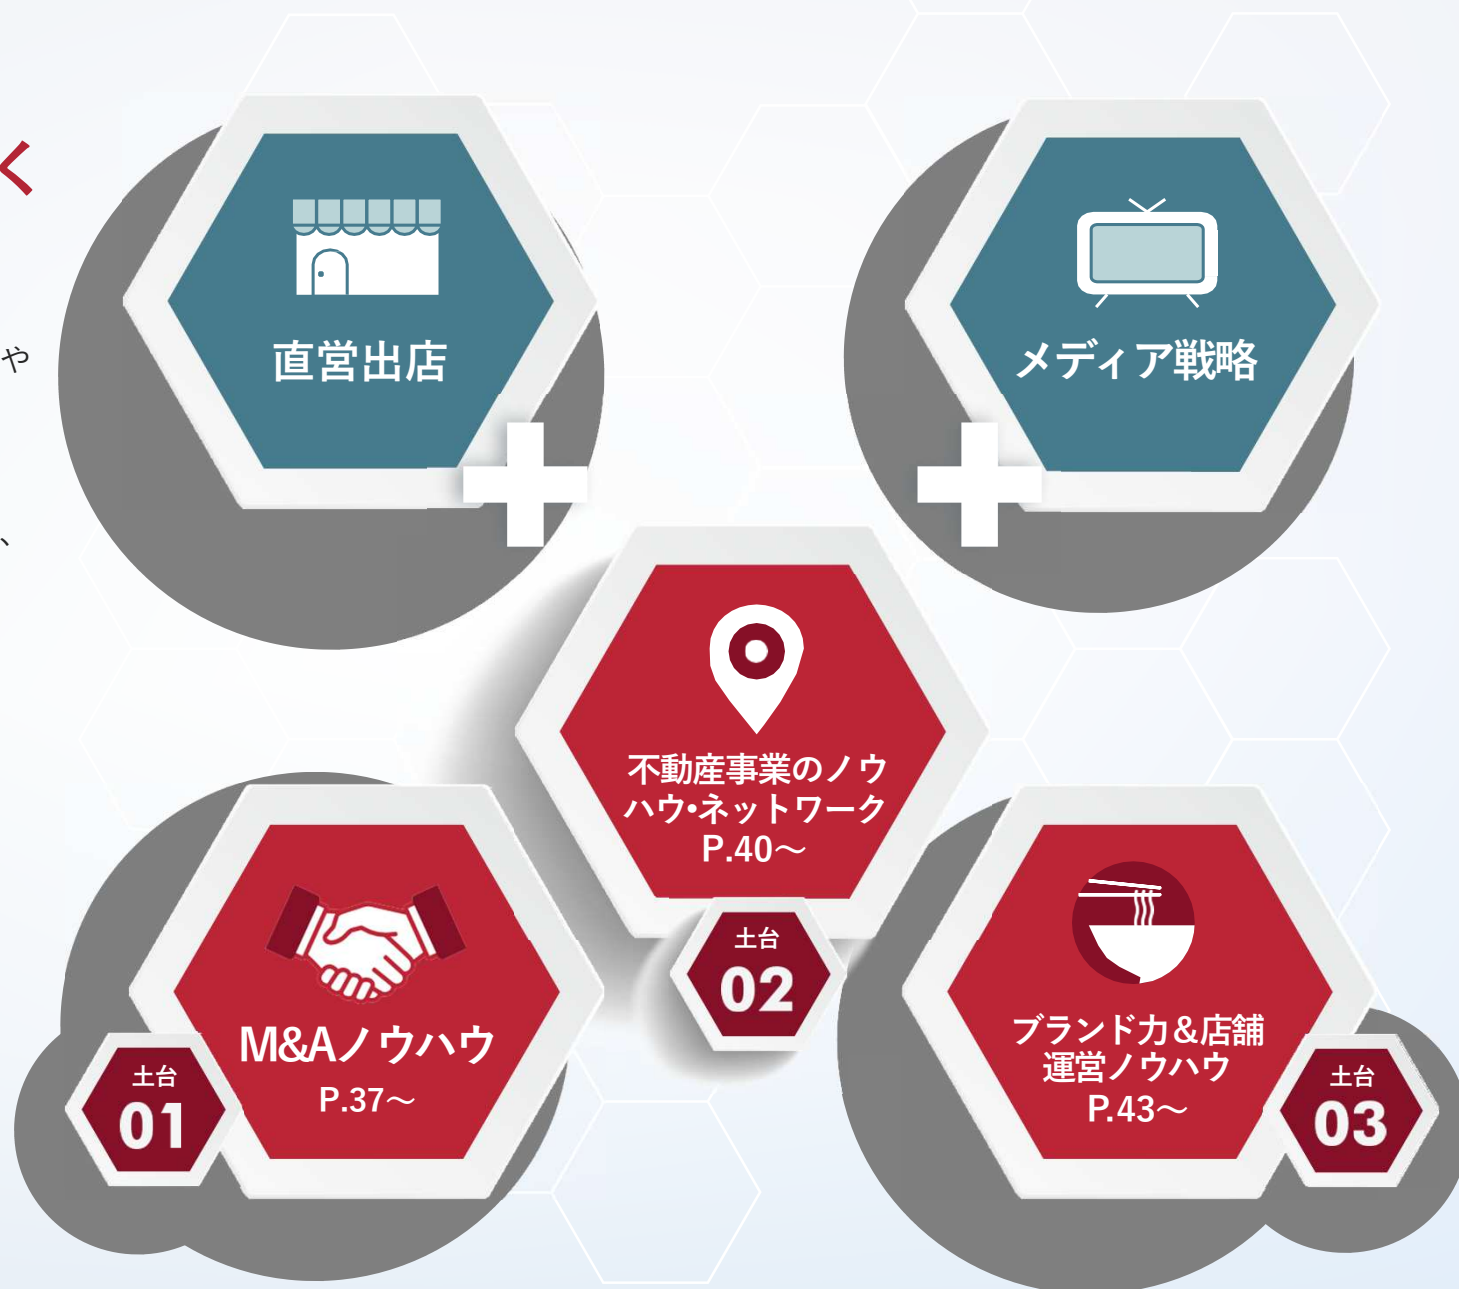 く
や
、
直営出店
メディア戦略
不動産事業のノウ
ハウ・ネットワーク
P.40～
土台
02
M&Aノウハウ
P.37～
土台
01
ブランド力&店舗
運営ノウハウ
P.43～
土台
03